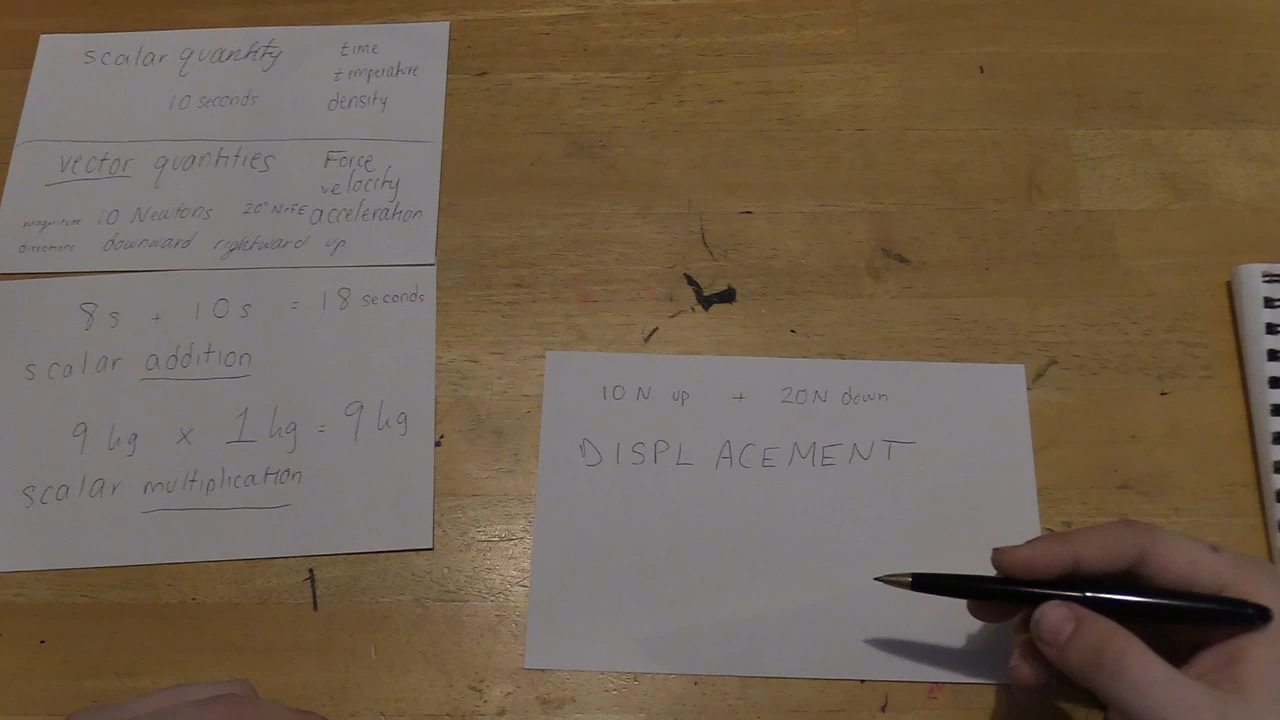 scalar quantity time
temperature
10 seconds density
vector quantities Force
velocity
magnitude 10 Newtons 20° N of E acceleration
directions downward rightward up
8s + 10s = 18 seconds
scalar addition
9 kg x 1 kg = 9 kg
scalar multiplication
10 N up + 20N down
DISPLACEMENT